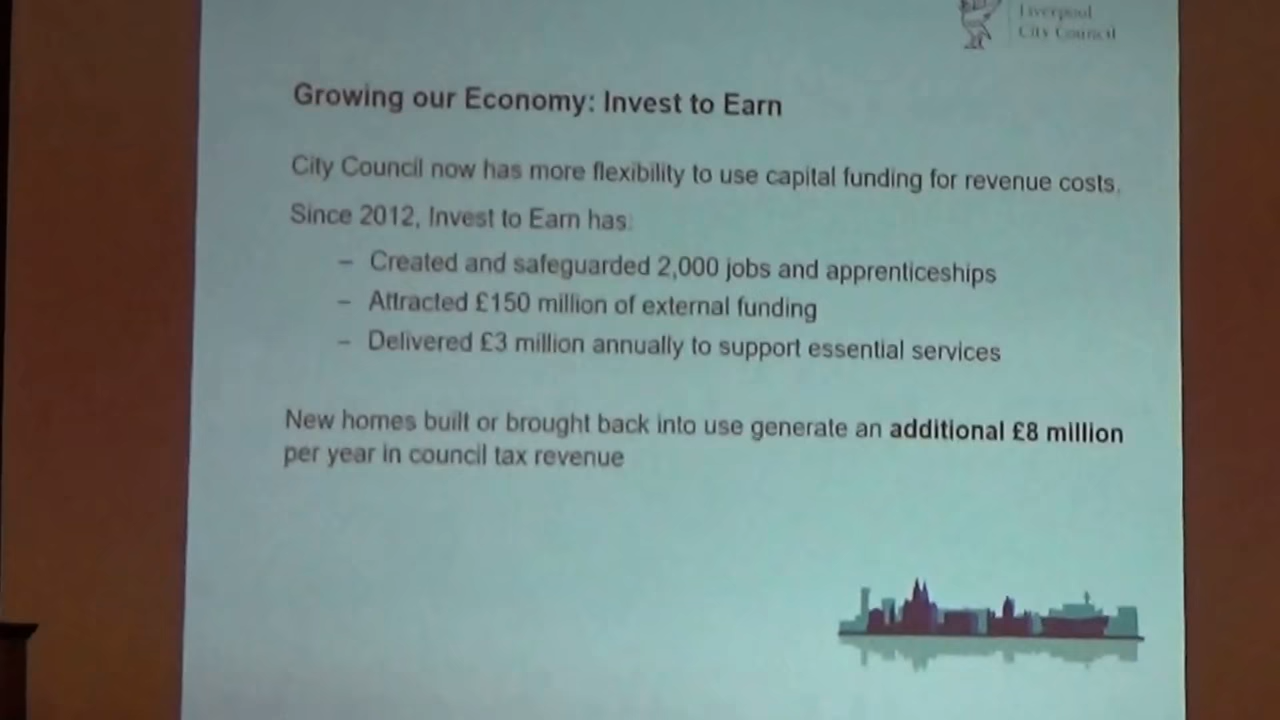 Liverpool
City Council
Growing our Economy: Invest to Earn
City Council now has more flexibility to use capital funding for revenue costs.
Since 2012, Invest to Earn has:
– Created and safeguarded 2,000 jobs and apprenticeships
– Attracted £150 million of external funding
– Delivered £3 million annually to support essential services
New homes built or brought back into use generate an additional £8 million
per year in council tax revenue